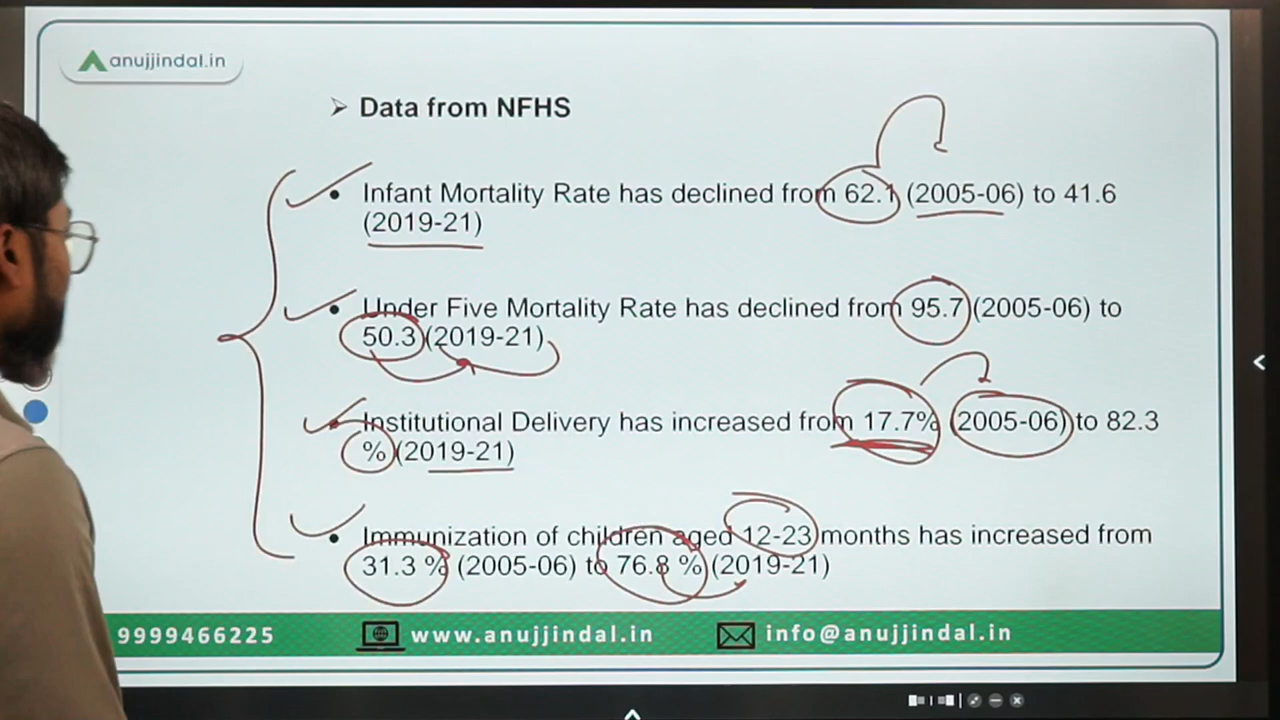 anujjindal.in
➢ Data from NFHS
• Infant Mortality Rate has declined from 62.1 (2005-06) to 41.6
(2019-21)
• Under Five Mortality Rate has declined from 95.7 (2005-06) to
50.3 (2019-21)
• Institutional Delivery has increased from 17.7% (2005-06) to 82.3
% (2019-21)
• Immunization of children aged 12-23 months has increased from
31.3 % (2005-06) to 76.8 % (2019-21)
9999466225 www.anujjindal.in info@anujjindal.in